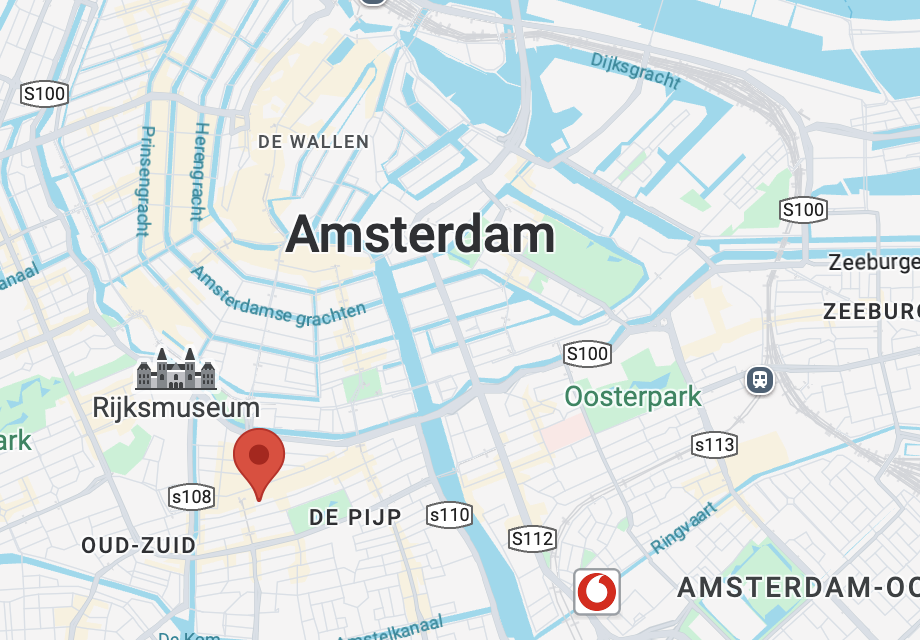 Dijksgracht
S100
DE WALLEN
Prinsengracht
Herengracht
S100
Amsterdam
Zeeburge
anaal
Amsterdamse grachten
ZEEBURG
S100
Rijksmuseum
Oosterpark
ark
s113
s108
DE PIJP
s110
OUD-ZUID
S112
Ringvaart
AMSTERDAM-OO
De Kom
Amstelkanaal